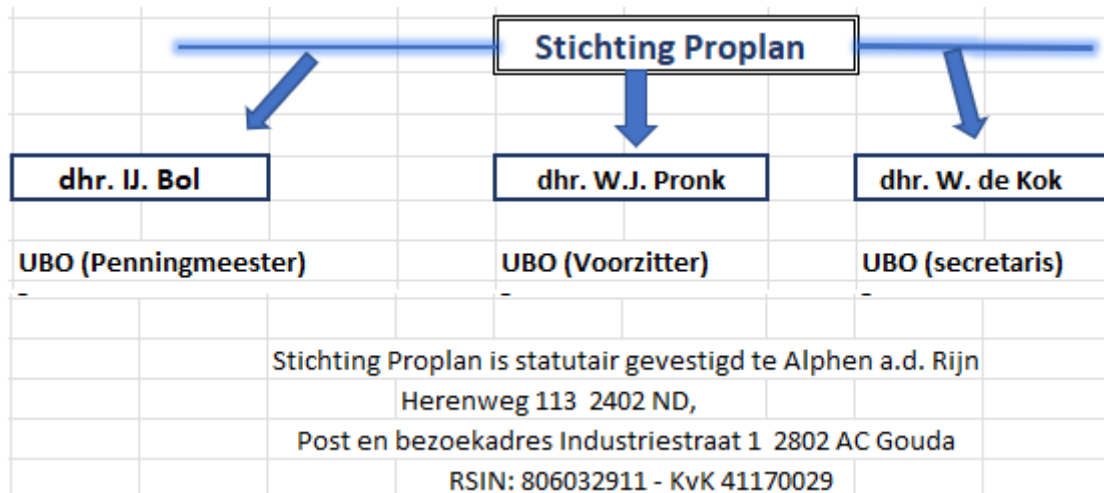 Stichting Proplan
dhr. IJ. Bol
dhr. W.J. Pronk
dhr. W. de Kok
UBO (Penningmeester)
UBO (Voorzitter)
UBO (secretaris)
Stichting Proplan is statutair gevestigd te Alphen a.d. Rijn
Herenweg 113 2402 ND,
Post en bezoekadres Industriestraat 1 2802 AC Gouda
RSIN: 806032911 - KvK 41170029